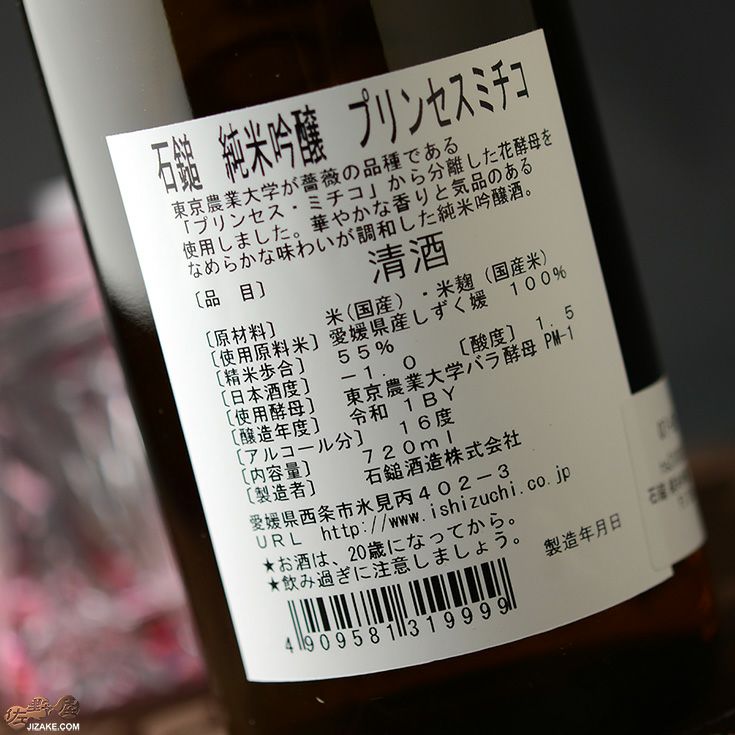 石鎚 純米吟醸 プリンセスミチコ
東京農業大学が薔薇の品種である
「プリンセス・ミチコ」から分離した花酵母を
使用しました。華やかな香りと気品のある
なめらかな味わいが調和した純米吟醸酒。
〔品 目〕 清酒
〔原材料〕 米(国産)・米麹(国産米)
〔使用原料米〕 愛媛県産しずく媛 100%
〔精米歩合〕 55%
〔日本酒度〕 -1.0 〔酸度〕 1.5
〔使用酵母〕 東京農業大学バラ酵母 PM-1
〔醸造年度〕 令和 1BY
〔アルコール分〕 16度
〔内容量〕 720ml
〔製造者〕 石鎚酒造株式会社
愛媛県西条市氷見丙402-3
URL http://www.ishizuchi.co.jp
★お酒は、20歳になってから。
★飲み過ぎに注意しましょう。 製造年月日
4909581319999
佐野屋
JIZAKE.COM